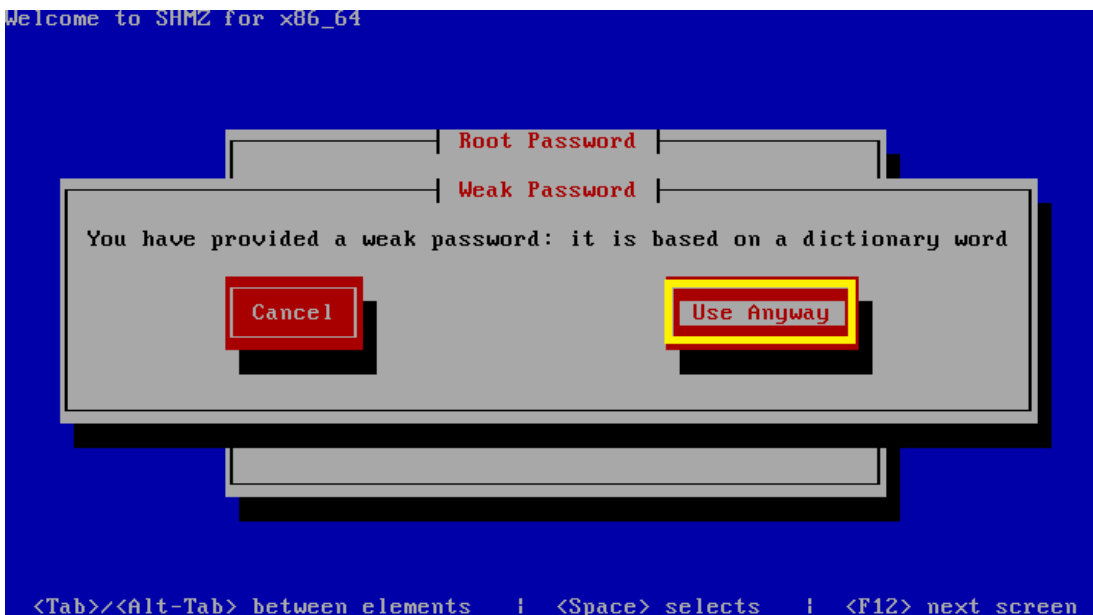 Welcome to SHMZ for x86_64
Root Password
Weak Password
You have provided a weak password: it is based on a dictionary word
Cancel
Use Anyway
<Tab>/<Alt-Tab> between elements | <Space> selects | <F12> next screen